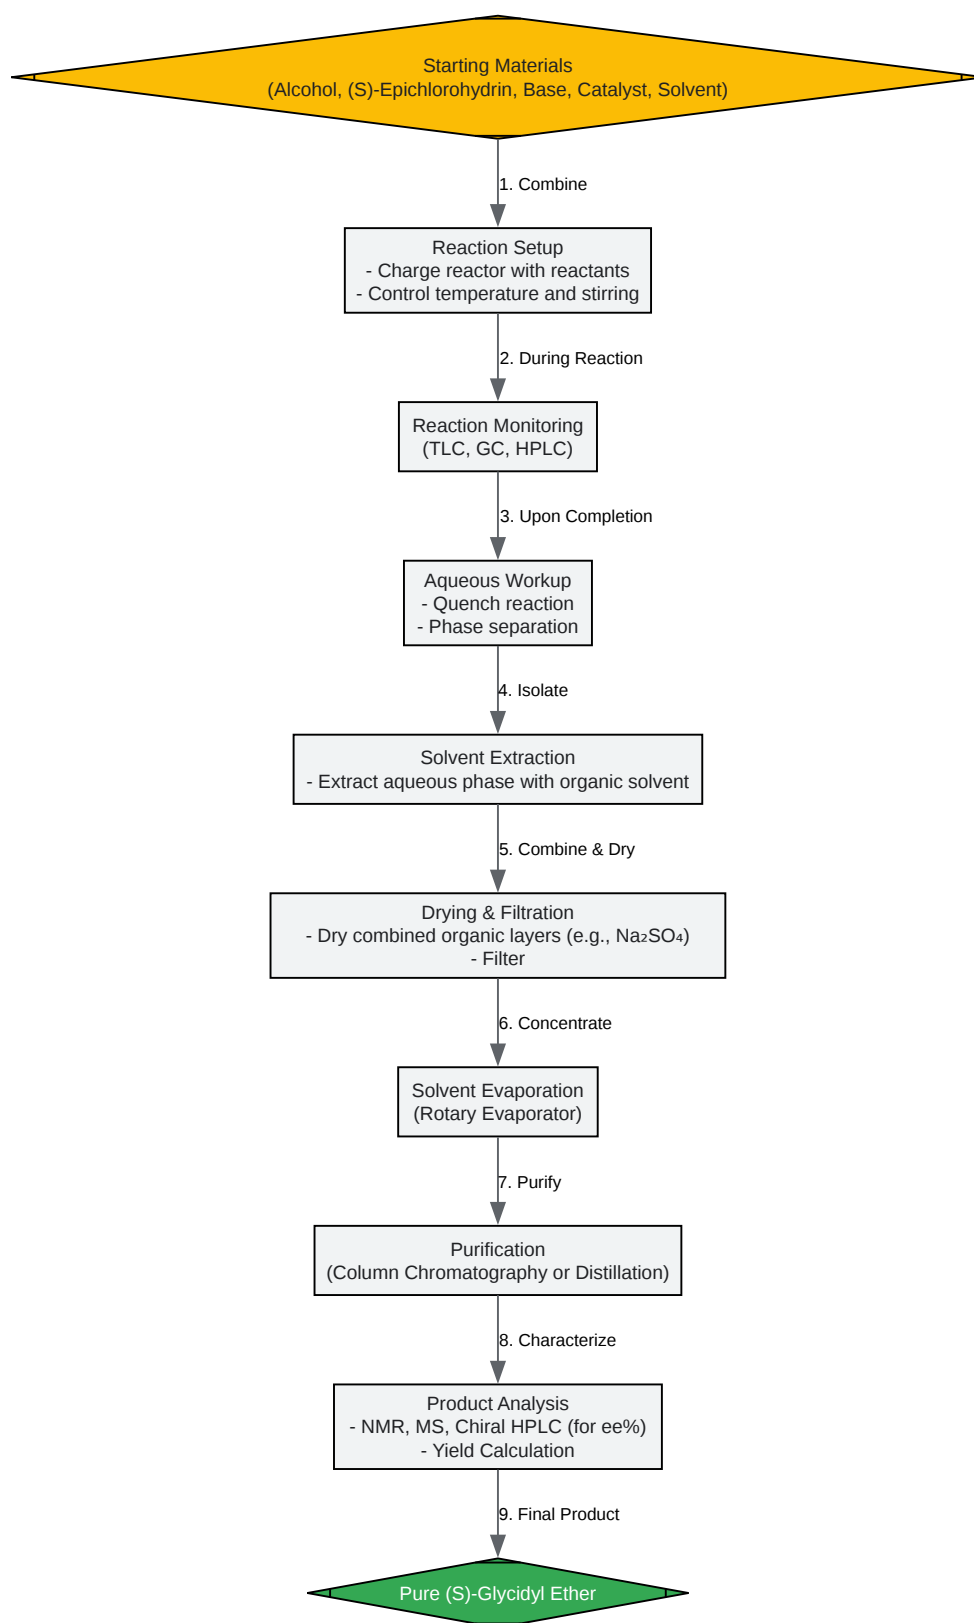 Starting Materials
(Alcohol, (S)-Epichlorohydrin, Base, Catalyst, Solvent)
1. Combine
Reaction Setup
- Charge reactor with reactants
- Control temperature and stirring
2. During Reaction
Reaction Monitoring
(TLC, GC, HPLC)
3. Upon Completion
Aqueous Workup
- Quench reaction
- Phase separation
4. Isolate
Solvent Extraction
- Extract aqueous phase with organic solvent
5. Combine & Dry
Drying & Filtration
- Dry combined organic layers (e.g., Na₂SO₄)
- Filter
6. Concentrate
Solvent Evaporation
(Rotary Evaporator)
7. Purify
Purification
(Column Chromatography or Distillation)
8. Characterize
Product Analysis
- NMR, MS, Chiral HPLC (for ee%)
- Yield Calculation
9. Final Product
Pure (S)-Glycidyl Ether